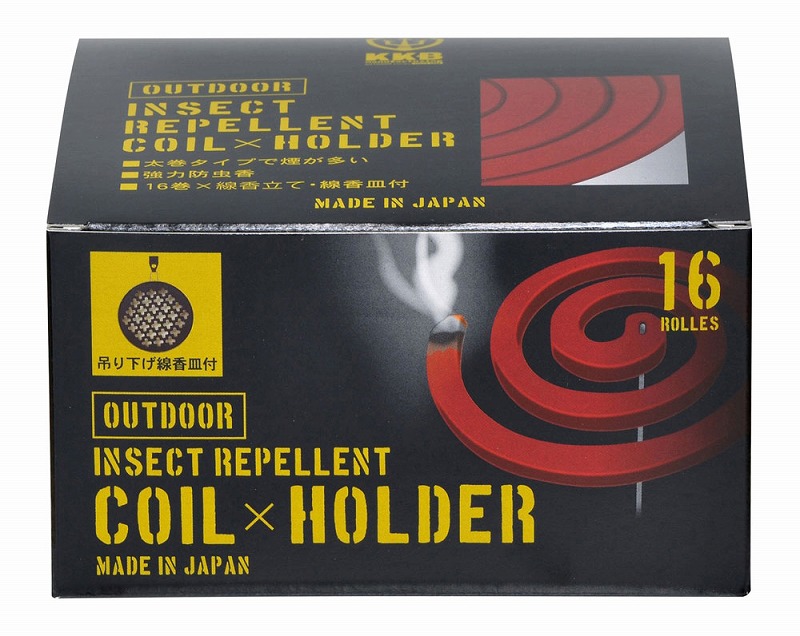 KKB
OUTDOOR
INSECT
REPELLENT
COIL × HOLDER
■太巻タイプで煙が多い
■強力防虫香
■16巻×線香立て・線香皿付
MADE IN JAPAN
吊り下げ線香皿付
16
ROLLES
OUTDOOR
INSECT REPELLENT
COIL × HOLDER
MADE IN JAPAN